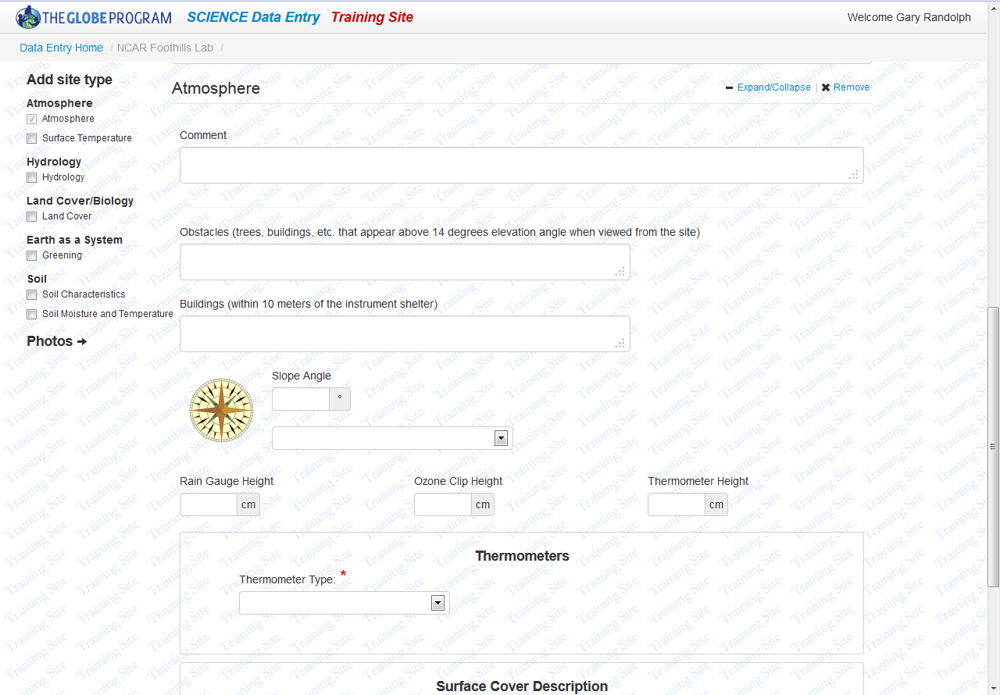 THE GLOBE PROGRAM SCIENCE Data Entry Training Site Welcome Gary Randolph
Data Entry Home / NCAR Foothills Lab /
Add site type
Atmosphere
Atmosphere
Surface Temperature
Hydrology
Hydrology
Land Cover/Biology
Land Cover
Earth as a System
Greening
Soil
Soil Characteristics
Soil Moisture and Temperature
Photos
Atmosphere
Expand/Collapse | Remove
Comment
Obstacles (trees, buildings, etc. that appear above 14 degrees elevation angle when viewed from the site)
Buildings (within 10 meters of the instrument shelter)
Slope Angle
°
Rain Gauge Height Ozone Clip Height Thermometer Height
cm cm cm
Thermometers
Thermometer Type: *
Surface Cover Description
Training Site